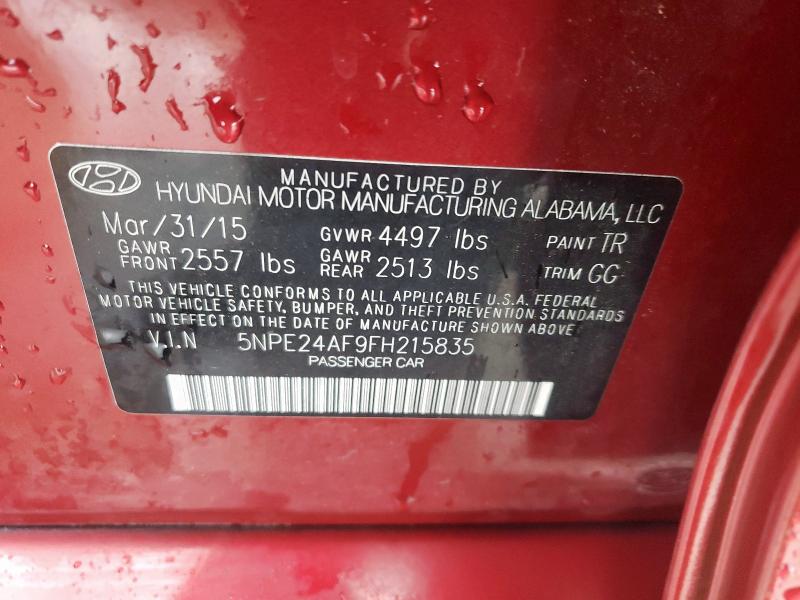 MANUFACTURED BY
HYUNDAI MOTOR MANUFACTURING ALABAMA, LLC
Mar/31/15 GVWR 4497 lbs PAINT TR
GAWR FRONT 2557 lbs GAWR REAR 2513 lbs TRIM GG
THIS VEHICLE CONFORMS TO ALL APPLICABLE U.S.A. FEDERAL
MOTOR VEHICLE SAFETY, BUMPER, AND THEFT PREVENTION STANDARDS
IN EFFECT ON THE DATE OF MANUFACTURE SHOWN ABOVE.
V.I.N 5NPE24AF9FH215835
PASSENGER CAR